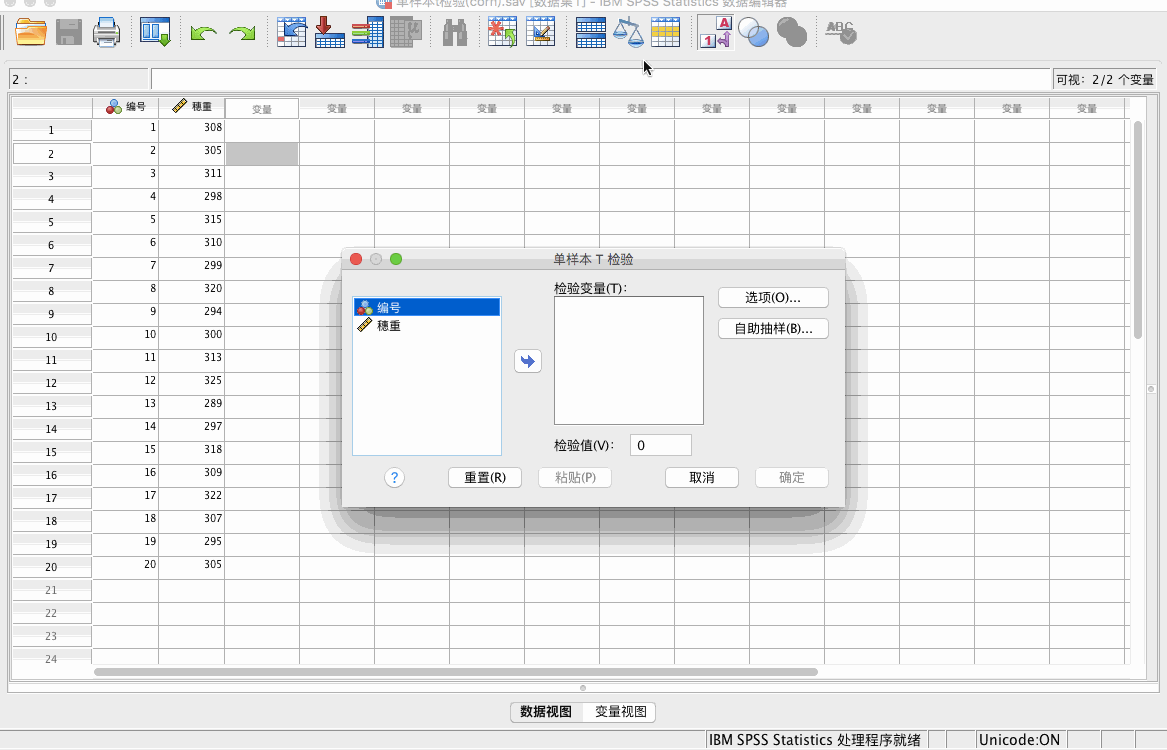 单样本t检验(corn).sav [数据集1] - IBM SPSS Statistics 数据编辑器
2 :
可视: 2/2 个变量
编号 穗重 变量 变量 变量 变量 变量 变量 变量 变量 变量 变量 变量 变量
1 1 308
2 2 305
3 3 311
4 4 298
5 5 315
6 6 310
7 7 299
8 8 320
9 9 294
10 10 300
11 11 313
12 12 325
13 13 289
14 14 297
15 15 318
16 16 309
17 17 322
18 18 307
19 19 295
20 20 305
21
22
23
24
单样本 T 检验
编号
穗重
检验变量(T):
选项(O)...
自助抽样(B)...
检验值(V): 0
? 重置(R) 粘贴(P) 取消 确定
数据视图 变量视图
IBM SPSS Statistics 处理程序就绪 Unicode:ON